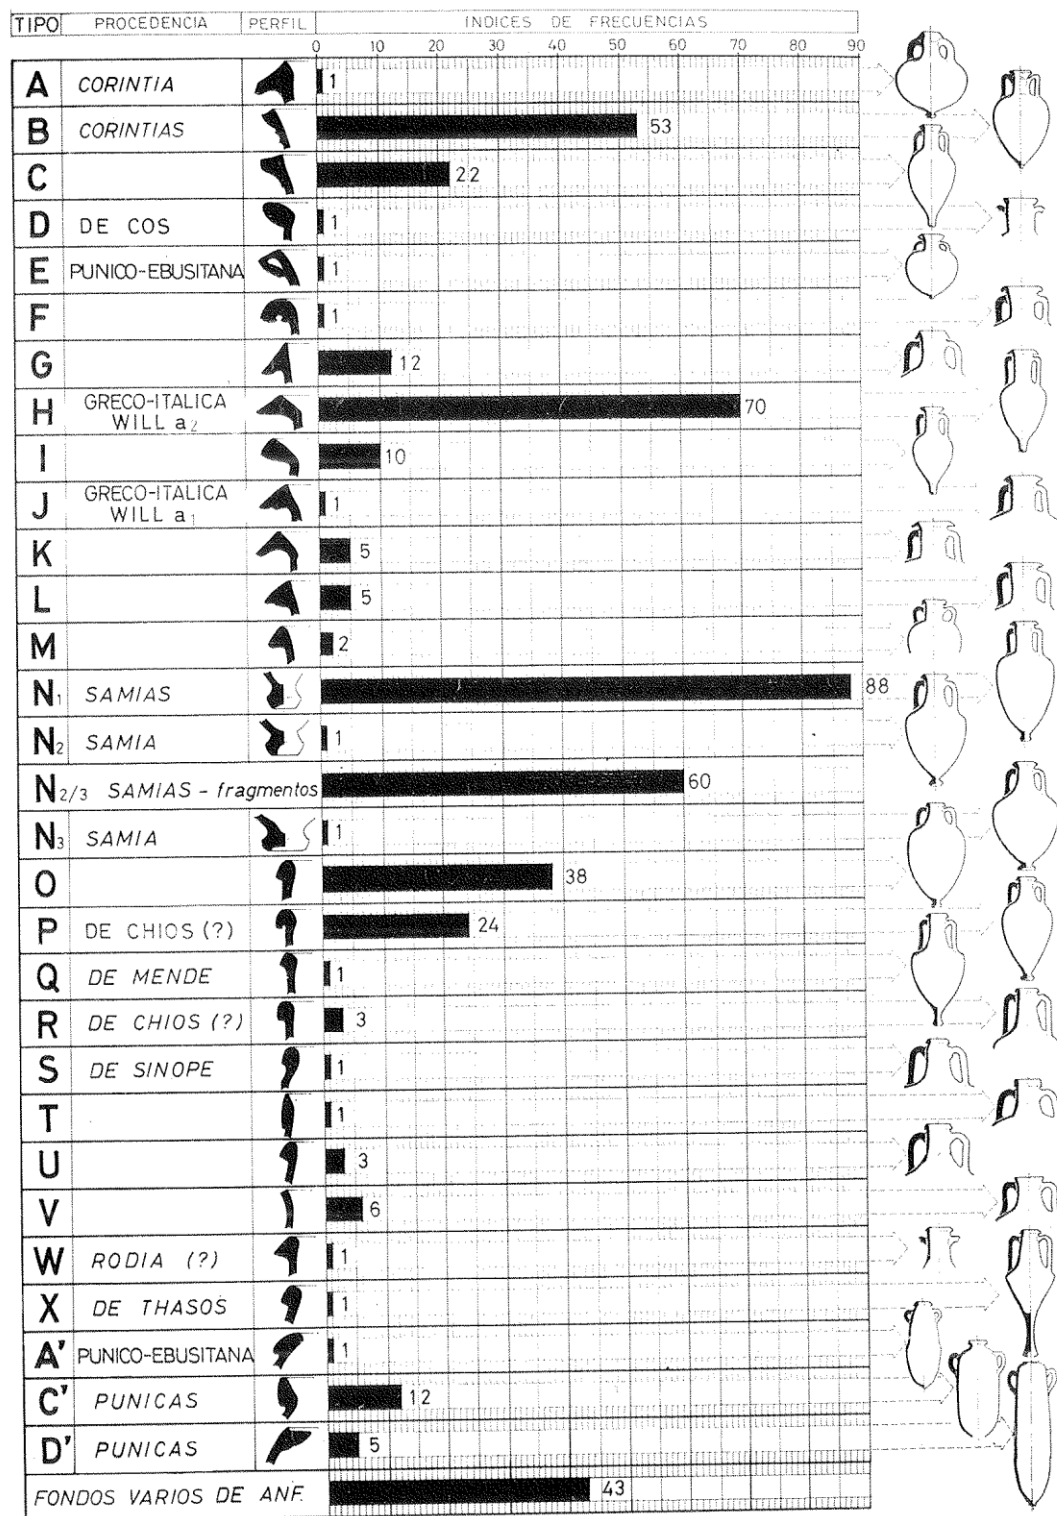 TIPO PROCEDENCIA PERFIL INDICES DE FRECUENCIAS
0 10 20 30 40 50 60 70 80 90
A CORINTIA 1
B CORINTIAS 53
C 22
D DE COS 1
E PUNICO-EBUSITANA 1
F 1
G 12
H GRECO-ITALICA 70
WILL a2
I 10
J GRECO-ITALICA 1
WILL a1
K 5
L 5
M 2
N1 SAMIAS 88
N2 SAMIA 1
N2/3 SAMIAS - fragmentos 60
N3 SAMIA 1
O 38
P DE CHIOS (?) 24
Q DE MENDE 1
R DE CHIOS (?) 3
S DE SINOPE 1
T 1
U 3
V 6
W RODIA (?) 1
X DE THASOS 1
A' PUNICO-EBUSITANA 1
C' PUNICAS 12
D' PUNICAS 5
FONDOS VARIOS DE ANF. 43